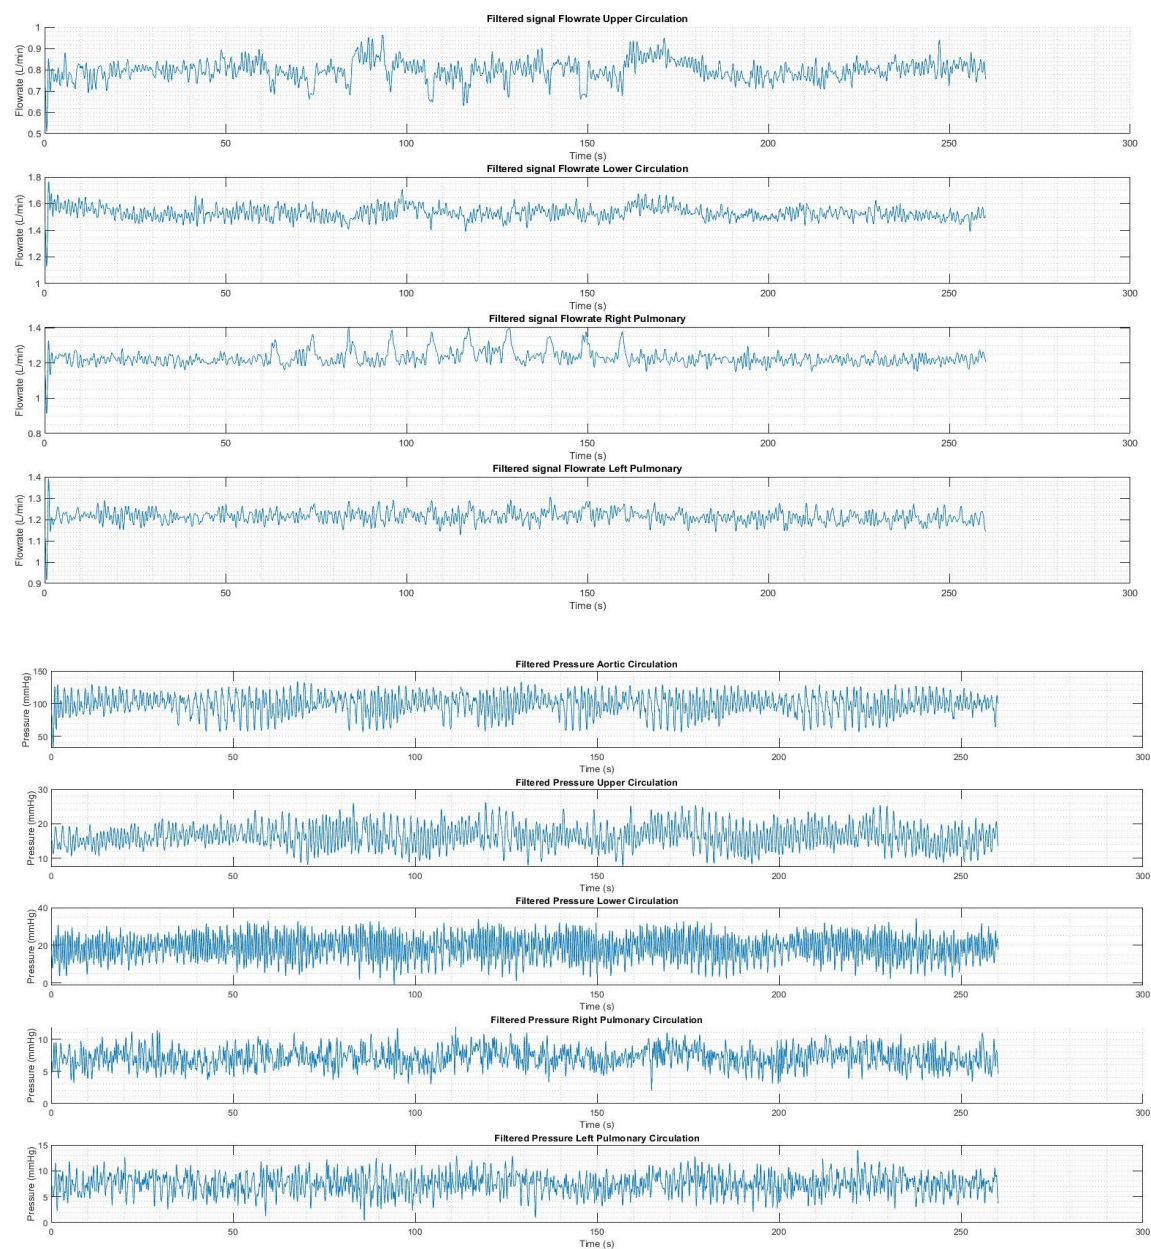 Filtered signal Flowrate Upper Circulation
Flowrate (L/min)
1
0.9
0.8
0.7
0.6
0.5
0 50 100 150 200 250 300
Time (s)
Filtered signal Flowrate Lower Circulation
Flowrate (L/min)
1.8
1.6
1.4
1.2
1
0 50 100 150 200 250 300
Time (s)
Filtered signal Flowrate Right Pulmonary
Flowrate (L/min)
1.4
1.2
1
0.8
0 50 100 150 200 250 300
Time (s)
Filtered signal Flowrate Left Pulmonary
Flowrate (L/min)
1.4
1.3
1.2
1.1
1
0.9
0 50 100 150 200 250 300
Time (s)
Filtered Pressure Aortic Circulation
Pressure (mmHg)
150
100
50
0 50 100 150 200 250 300
Time (s)
Filtered Pressure Upper Circulation
Pressure (mmHg)
30
20
10
0 50 100 150 200 250 300
Time (s)
Filtered Pressure Lower Circulation
Pressure (mmHg)
40
20
0
0 50 100 150 200 250 300
Time (s)
Filtered Pressure Right Pulmonary Circulation
Pressure (mmHg)
10
5
0
0 50 100 150 200 250 300
Time (s)
Filtered Pressure Left Pulmonary Circulation
Pressure (mmHg)
15
10
5
0
0 50 100 150 200 250 300
Time (s)